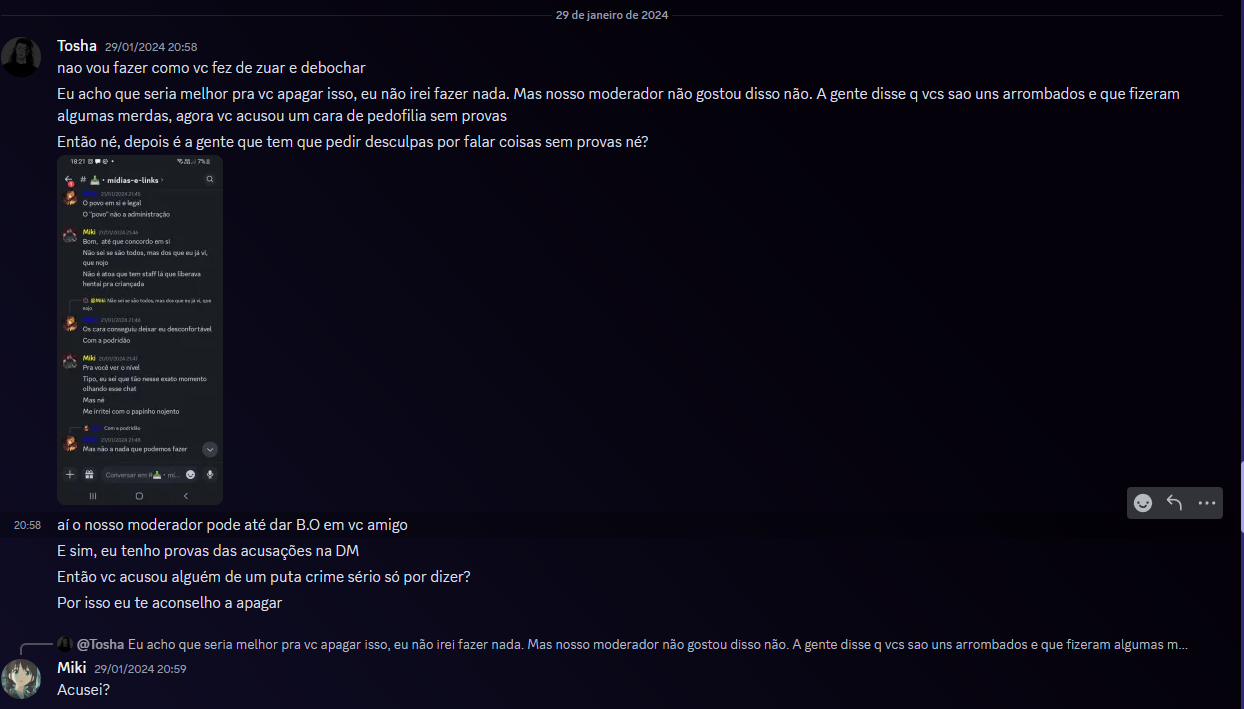 29 de janeiro de 2024
Tosha 29/01/2024 20:58
nao vou fazer como vc fez de zuar e debochar
Eu acho que seria melhor pra vc apagar isso, eu não irei fazer nada. Mas nosso moderador não gostou disso não. A gente disse q vcs sao uns arrombados e que fizeram
algumas merdas, agora vc acusou um cara de pedofilia sem provas
Então né, depois é a gente que tem que pedir desculpas por falar coisas sem provas né?
18:21 7%
# • mídias-e-links ›
21/01/2024 21:45
O povo em si e legal
O "povo" não a administração
Miki 21/01/2024 21:46
Bom, até que concordo em si
Não sei se são todos, mas dos que eu já vi,
que nojo
Não é atoa que tem staff lá que liberava
hentai pra criançada
@Miki Não sei se são todos, mas dos que eu já vi, que
nojo
21/01/2024 21:46
Os cara conseguiu deixar eu desconfortável
Com a podridão
Miki 21/01/2024 21:47
Pra você ver o nível
Tipo, eu sei que tão nesse exato momento
olhando esse chat
Mas né
Me irritei com o papinho nojento
Com a podridão
21/01/2024 21:48
Mas não a nada que podemos fazer
Conversar em # • mí...
20:58 aí o nosso moderador pode até dar B.O em vc amigo
E sim, eu tenho provas das acusações na DM
Então vc acusou alguém de um puta crime sério só por dizer?
Por isso eu te aconselho a apagar
@Tosha Eu acho que seria melhor pra vc apagar isso, eu não irei fazer nada. Mas nosso moderador não gostou disso não. A gente disse q vcs sao uns arrombados e que fizeram algumas m...
Miki 29/01/2024 20:59
Acusei?